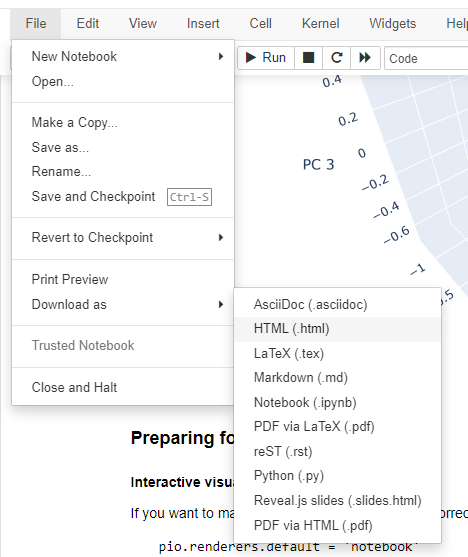 File Edit View Insert Cell Kernel Widgets Help
New Notebook
Open...
Make a Copy...
Save as...
Rename...
Save and Checkpoint Ctrl-S
Revert to Checkpoint
Print Preview
Download as
Trusted Notebook
Close and Halt
Run Code
0.4
0.2
0
PC 3
−0.2
−0.4
−0.6
−1
AsciiDoc (.asciidoc)
HTML (.html)
LaTeX (.tex)
Markdown (.md)
Notebook (.ipynb)
PDF via LaTeX (.pdf)
reST (.rst)
Python (.py)
Reveal.js slides (.slides.html)
PDF via HTML (.pdf)
Preparing fo
Interactive visua
If you want to ma
pio.renderers.default = 'notebook'